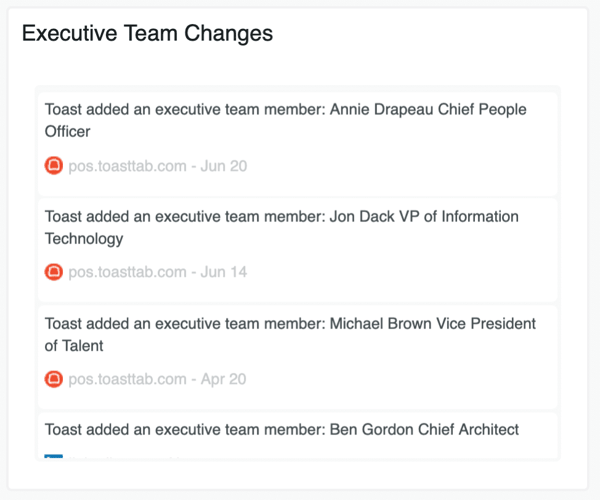 Executive Team Changes
Toast added an executive team member: Annie Drapeau Chief People
Officer
pos.toasttab.com - Jun 20
Toast added an executive team member: Jon Dack VP of Information
Technology
pos.toasttab.com - Jun 14
Toast added an executive team member: Michael Brown Vice President
of Talent
pos.toasttab.com - Apr 20
Toast added an executive team member: Ben Gordon Chief Architect